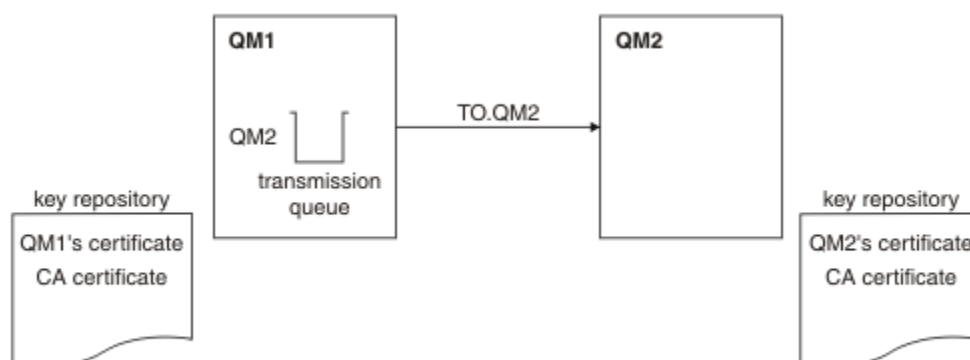 QM1
QM2
TO.QM2
QM2
transmission
queue
key repository
QM1's certificate
CA certificate
key repository
QM2's certificate
CA certificate